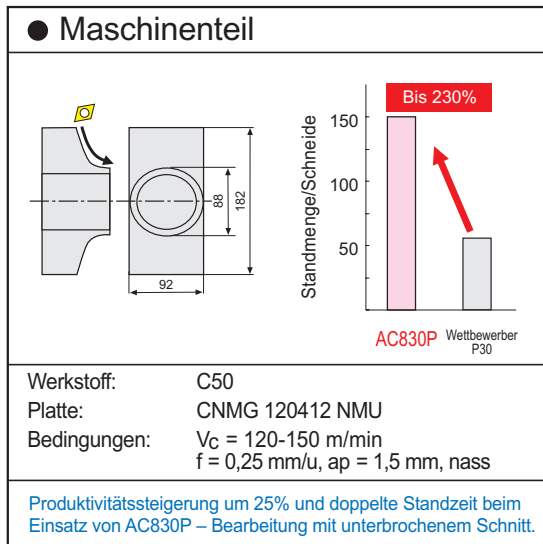 ● Maschinenteil
88
182
92
Standmenge/Schneide
150
100
50
Bis 230%
AC830P
Wettbewerber
P30
Werkstoff: C50
Platte: CNMG 120412 NMU
Bedingungen: Vc = 120-150 m/min
f = 0,25 mm/u, ap = 1,5 mm, nass
Produktivitätssteigerung um 25% und doppelte Standzeit beim
Einsatz von AC830P – Bearbeitung mit unterbrochenem Schnitt.